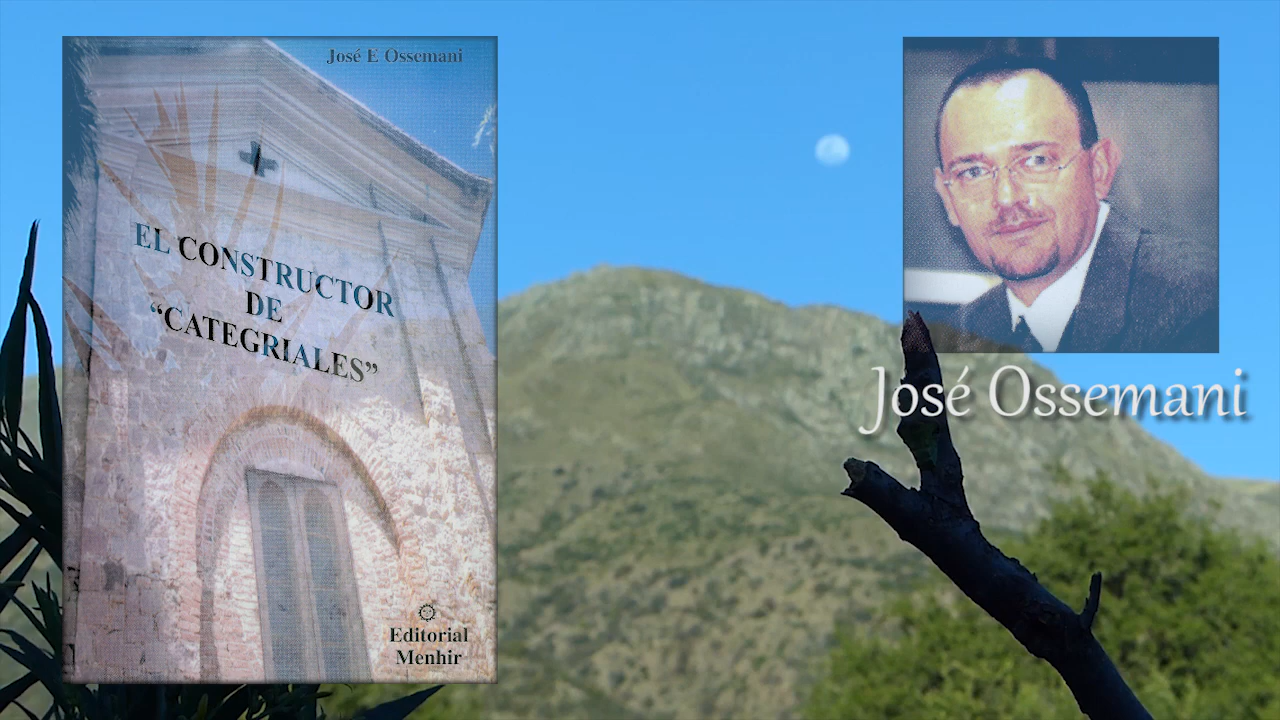 José E Ossemani
EL CONSTRUCTOR
DE
“CATEGRIALES”
Editorial
Menhir
José Ossemani